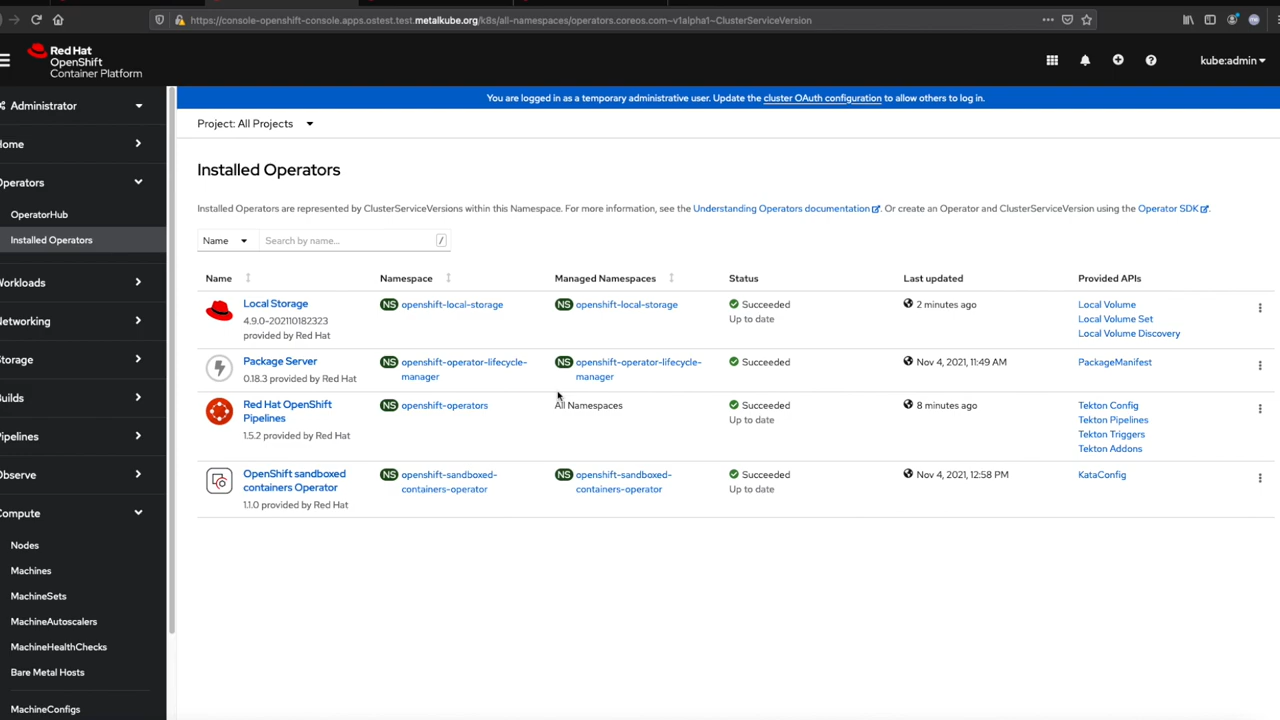 https://console-openshift-console.apps.ostest.test.metalkube.org/k8s/all-namespaces/operators.coreos.com~v1alpha1~ClusterServiceVersion
Red Hat
OpenShift
Container Platform
kube:admin
Administrator
You are logged in as a temporary administrative user. Update the cluster OAuth configuration to allow others to log in.
Project: All Projects
Home
Operators
OperatorHub
Installed Operators
Workloads
Networking
Storage
Builds
Pipelines
Observe
Compute
Nodes
Machines
MachineSets
MachineAutoscalers
MachineHealthChecks
Bare Metal Hosts
MachineConfigs
Installed Operators
Installed Operators are represented by ClusterServiceVersions within this Namespace. For more information, see the Understanding Operators documentation. Or create an Operator and ClusterServiceVersion using the Operator SDK.
Name Search by name... /
Name Namespace Managed Namespaces Status Last updated Provided APIs
Local Storage
4.9.0-202110182323
provided by Red Hat
NS openshift-local-storage
NS openshift-local-storage
Succeeded
Up to date
2 minutes ago
Local Volume
Local Volume Set
Local Volume Discovery
Package Server
0.18.3 provided by Red Hat
NS openshift-operator-lifecycle-
manager
NS openshift-operator-lifecycle-
manager
Succeeded
Nov 4, 2021, 11:49 AM
PackageManifest
Red Hat OpenShift
Pipelines
1.5.2 provided by Red Hat
NS openshift-operators
All Namespaces
Succeeded
Up to date
8 minutes ago
Tekton Config
Tekton Pipelines
Tekton Triggers
Tekton Addons
OpenShift sandboxed
containers Operator
1.1.0 provided by Red Hat
NS openshift-sandboxed-
containers-operator
NS openshift-sandboxed-
containers-operator
Succeeded
Up to date
Nov 4, 2021, 12:58 PM
KataConfig